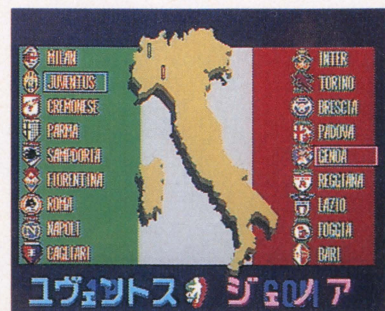 MILAN
JUVENTUS
CREMONESE
PARMA
SAMPDORIA
FIORENTINA
ROMA
NAPOLI
CAGLIARI
INTER
TORINO
BRESCIA
PADOVA
GENOA
REGGIANA
LAZIO
FOGGIA
BARI
ユヴェントス ジェノア